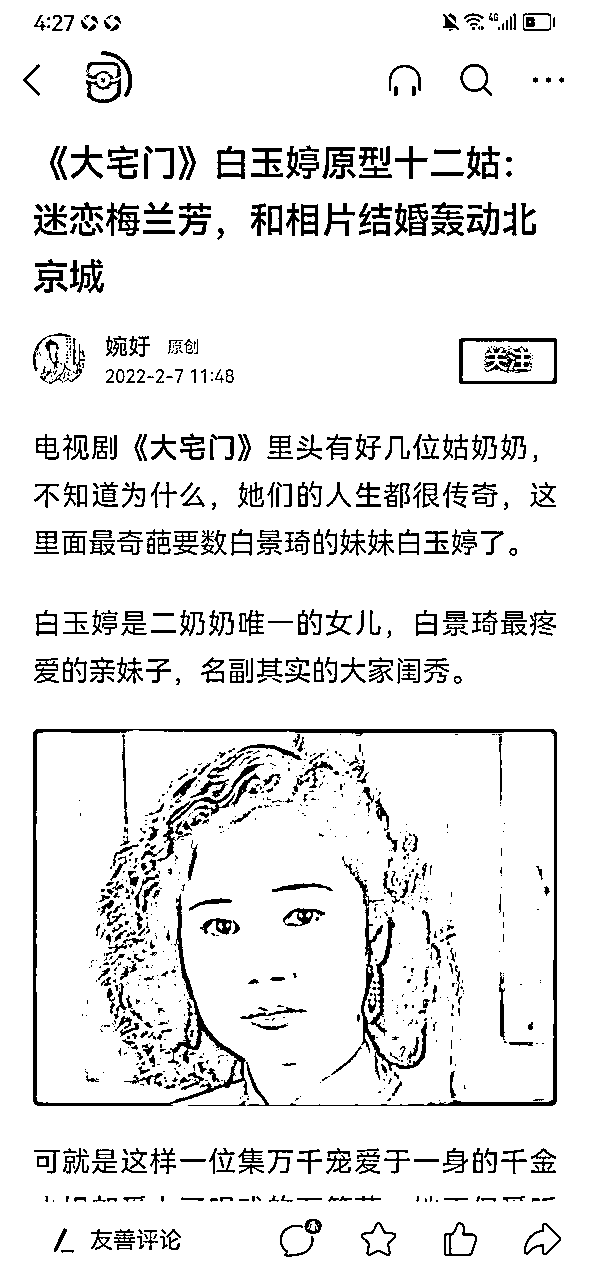 4:27
4G
《大宅门》白玉婷原型十二姑：
迷恋梅兰芳，和相片结婚轰动北
京城
婉好 原创
关注
2022-2-7 11:48
电视剧《大宅门》里头有好几位姑奶奶，
不知道为什么，她们的人生都很传奇，这
里面最奇葩要数白景琦的妹妹白玉婷了。
白玉婷是二奶奶唯一的女儿，白景琦最疼
爱的亲妹子，名副其实的大家闺秀。
可就是这样一位集万千宠爱于一身的千金
友善评论